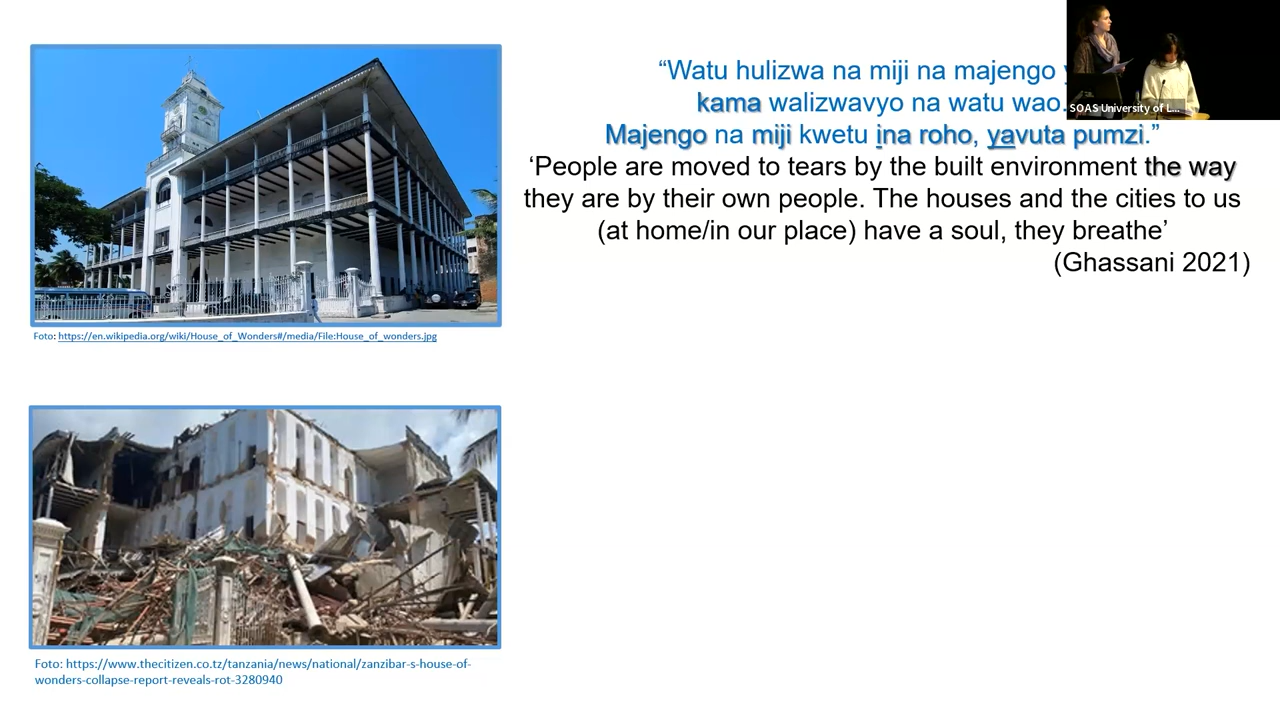 “Watu hulizwa na miji na majengo
kama walizwavyo na watu wao.
Majengo na miji kwetu ina roho, yavuta pumzi.”
‘People are moved to tears by the built environment the way
they are by their own people. The houses and the cities to us
(at home/in our place) have a soul, they breathe’
(Ghassani 2021)
Foto: https://en.wikipedia.org/wiki/House_of_Wonders#/media/File:House_of_wonders.jpg
Foto: https://www.thecitizen.co.tz/tanzania/news/national/zanzibar-s-house-of-
wonders-collapse-report-reveals-rot-3280940
SOAS University of L...